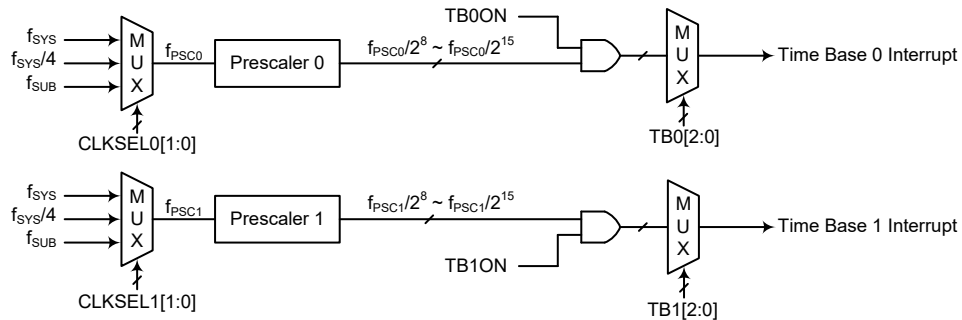 TB0ON
fSYS
fSYS/4
fSUB
M
U
X
fPSC0
Prescaler 0
fPSC0/2^8 ~ fPSC0/2^15
M
U
X
Time Base 0 Interrupt
CLKSEL0[1:0]
TB0[2:0]
fSYS
fSYS/4
fSUB
M
U
X
fPSC1
Prescaler 1
fPSC1/2^8 ~ fPSC1/2^15
M
U
X
Time Base 1 Interrupt
TB1ON
CLKSEL1[1:0]
TB1[2:0]